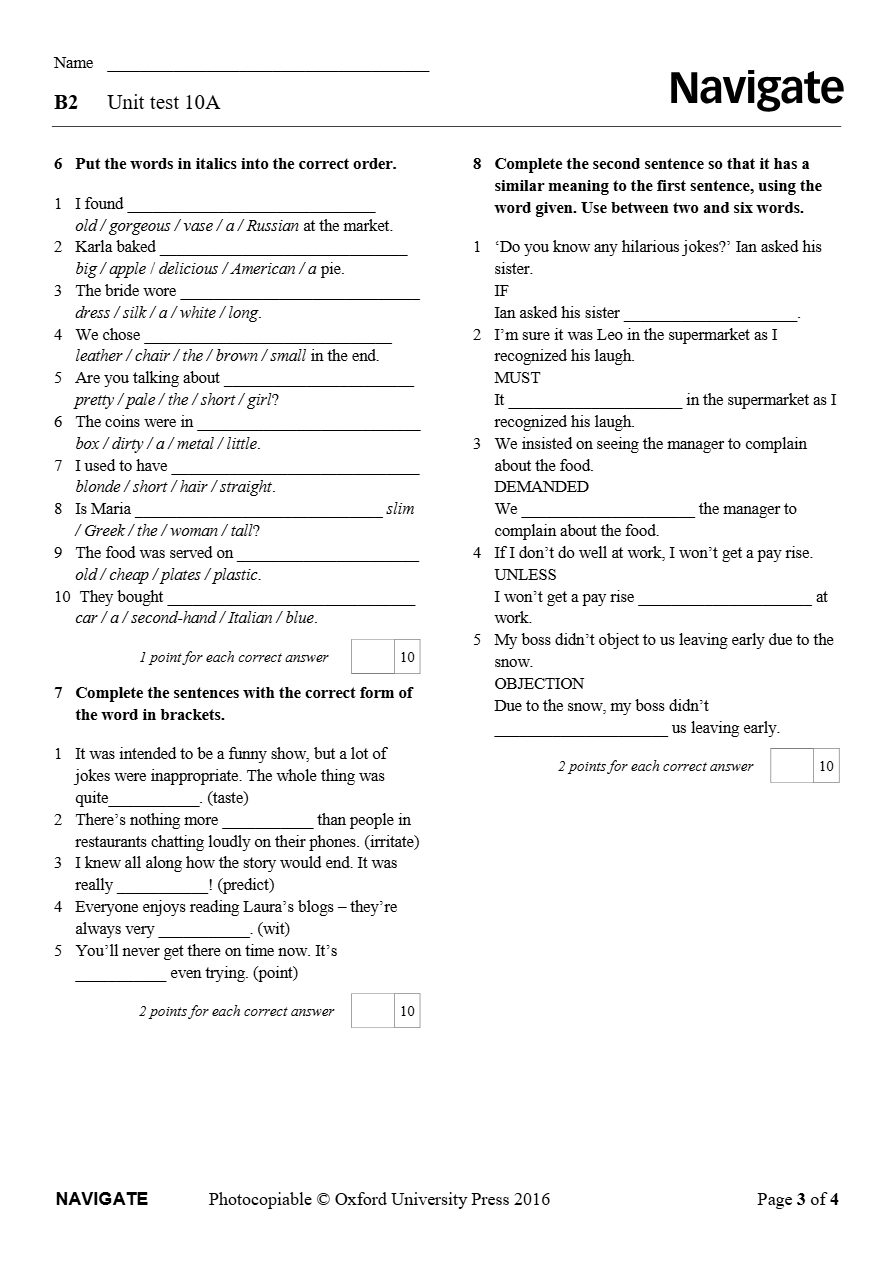 Name ____________________
B2 Unit test 10A
Navigate
6 Put the words in italics into the correct order.
1 I found ____________________
old / gorgeous / vase / a / Russian at the market.
2 Karla baked ____________________
big / apple / delicious / American / a pie.
3 The bride wore ____________________
dress / silk / a / white / long.
4 We chose ____________________
leather / chair / the / brown / small in the end.
5 Are you talking about ____________________
pretty / pale / the / short / girl?
6 The coins were in ____________________
box / dirty / a / metal / little.
7 I used to have ____________________
blonde / short / hair / straight.
8 Is Maria ____________________ slim
/ Greek / the / woman / tall?
9 The food was served on ____________________
old / cheap / plates / plastic.
10 They bought ____________________
car / a / second-hand / Italian / blue.
1 point for each correct answer 10
7 Complete the sentences with the correct form of
the word in brackets.
1 It was intended to be a funny show, but a lot of
jokes were inappropriate. The whole thing was
quite___________. (taste)
2 There’s nothing more ___________ than people in
restaurants chatting loudly on their phones. (irritate)
3 I knew all along how the story would end. It was
really ___________! (predict)
4 Everyone enjoys reading Laura’s blogs – they’re
always very ___________. (wit)
5 You’ll never get there on time now. It’s
___________ even trying. (point)
2 points for each correct answer 10
8 Complete the second sentence so that it has a
similar meaning to the first sentence, using the
word given. Use between two and six words.
1 ‘Do you know any hilarious jokes?’ Ian asked his
sister.
IF
Ian asked his sister _____________________.
2 I’m sure it was Leo in the supermarket as I
recognized his laugh.
MUST
It _____________________ in the supermarket as I
recognized his laugh.
3 We insisted on seeing the manager to complain
about the food.
DEMANDED
We _____________________ the manager to
complain about the food.
4 If I don’t do well at work, I won’t get a pay rise.
UNLESS
I won’t get a pay rise _____________________ at
work.
5 My boss didn’t object to us leaving early due to the
snow.
OBJECTION
Due to the snow, my boss didn’t
_____________________ us leaving early.
2 points for each correct answer 10
NAVIGATE Photocopiable © Oxford University Press 2016 Page 3 of 4